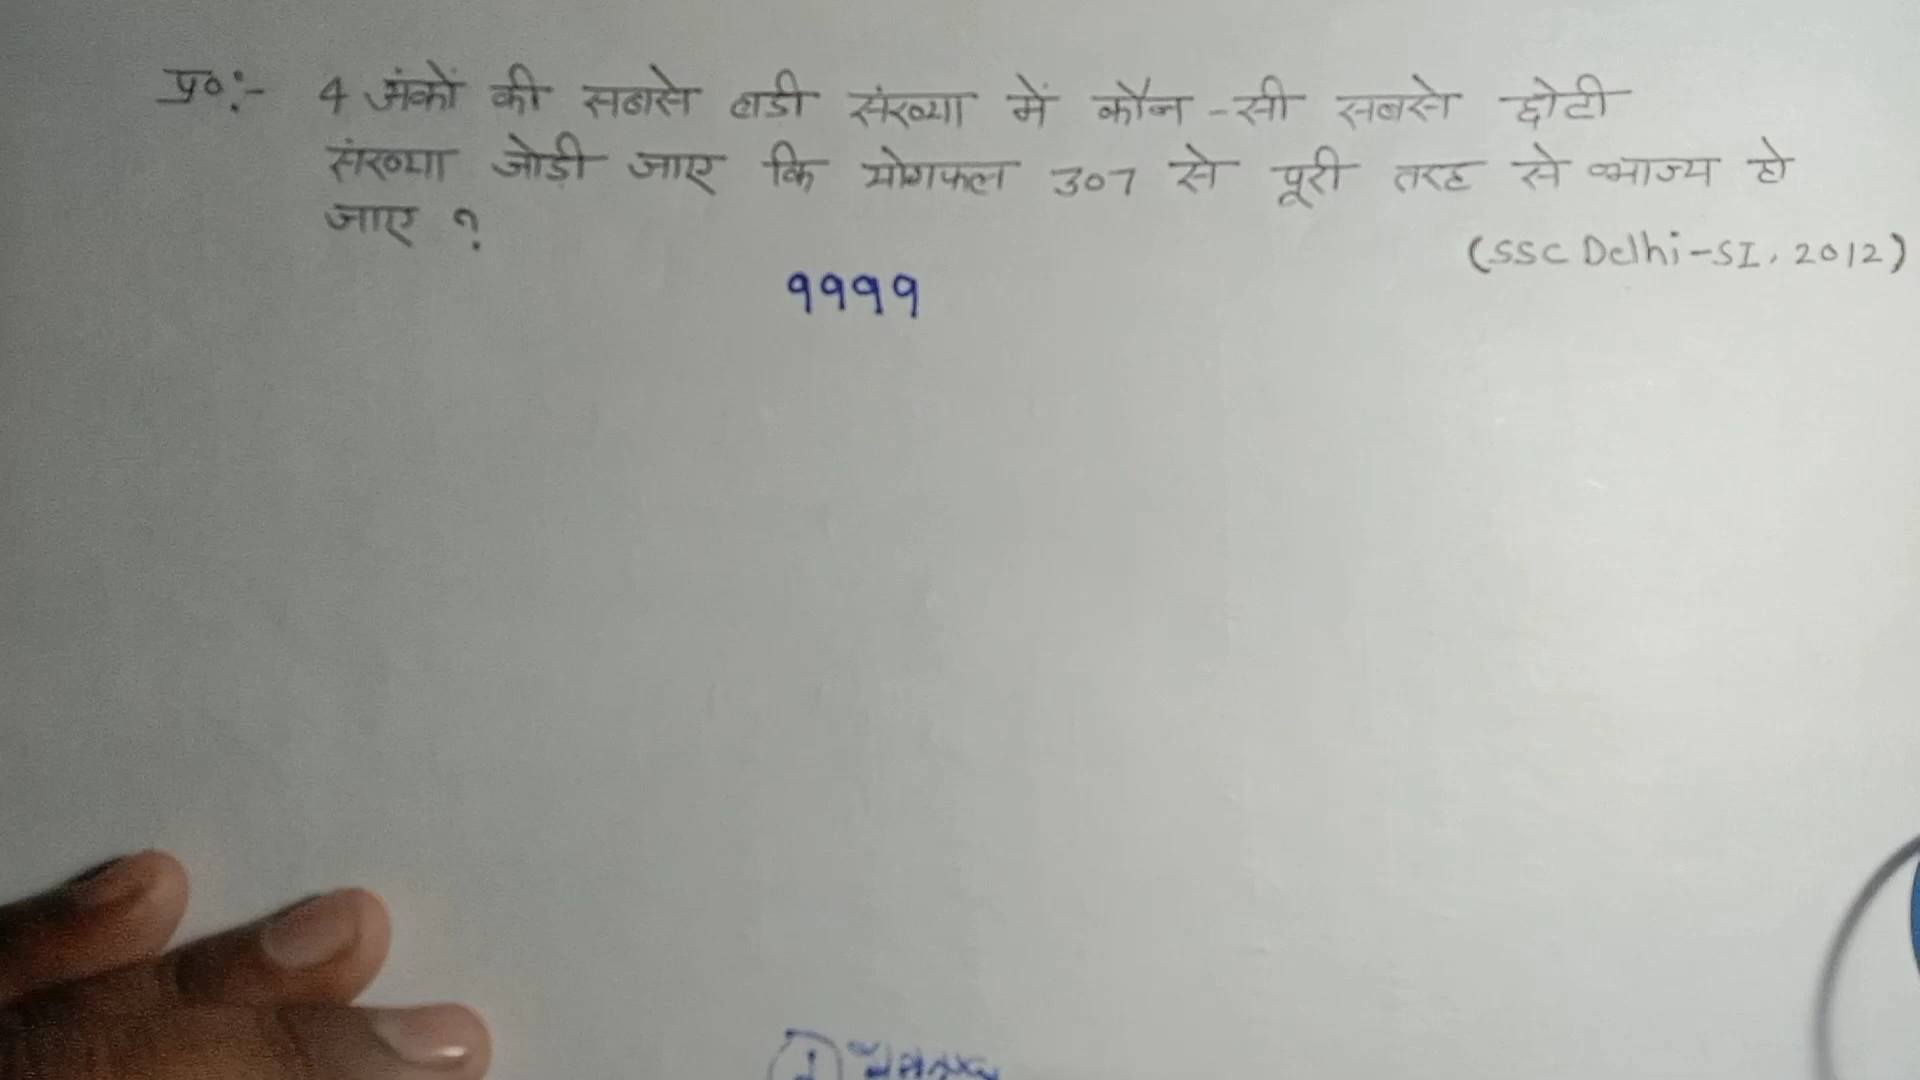 प्र०:- 4 अंकों की सबसे बडी संख्या में कौन-सी सबसे छोटी
संख्या जोड़ी जाए कि योगफल 307 से पूरी तरह से भाज्य हो
जाए ?
(SSC Delhi-SI, 2012)
9999